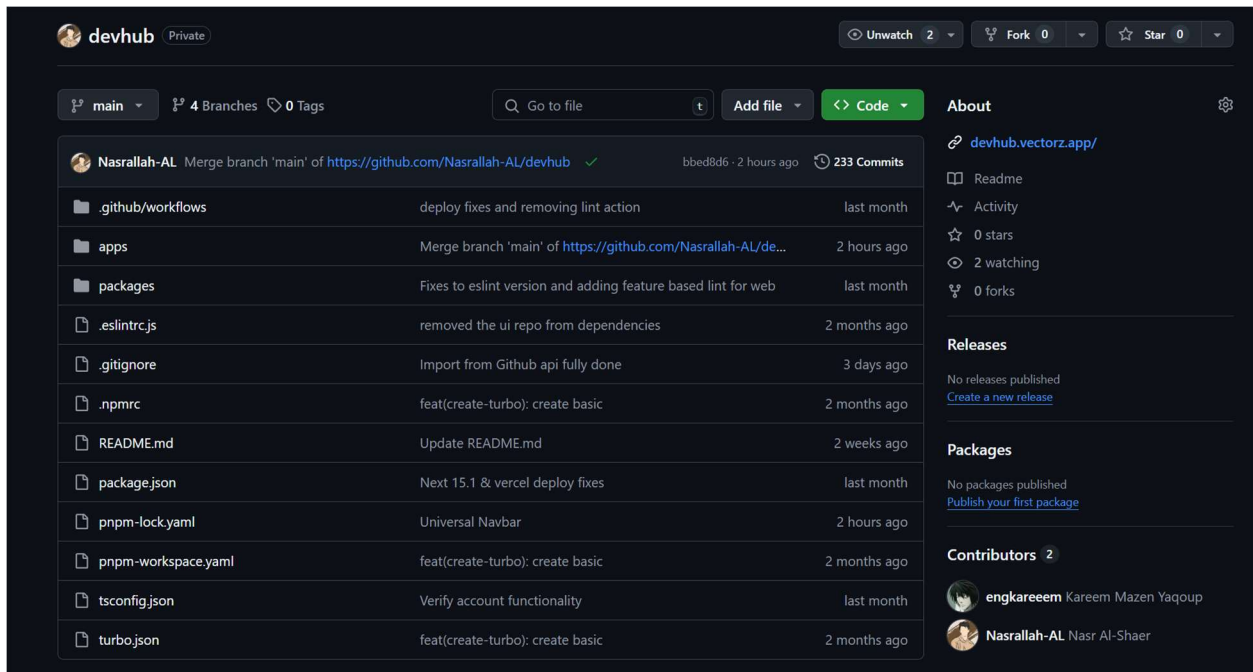 devhub Private
Unwatch 2 Fork 0 Star 0
main 4 Branches 0 Tags Go to file t Add file Code
Nasrallah-AL Merge branch 'main' of https://github.com/Nasrallah-AL/devhub bbed8d6 · 2 hours ago 233 Commits
.github/workflows deploy fixes and removing lint action last month
apps Merge branch 'main' of https://github.com/Nasrallah-AL/de... 2 hours ago
packages Fixes to eslint version and adding feature based lint for web last month
.eslintrc.js removed the ui repo from dependencies 2 months ago
.gitignore Import from Github api fully done 3 days ago
.npmrc feat(create-turbo): create basic 2 months ago
README.md Update README.md 2 weeks ago
package.json Next 15.1 & vercel deploy fixes last month
pnpm-lock.yaml Universal Navbar 2 hours ago
pnpm-workspace.yaml feat(create-turbo): create basic 2 months ago
tsconfig.json Verify account functionality last month
turbo.json feat(create-turbo): create basic 2 months ago
About
devhub.vectorz.app/
Readme
Activity
0 stars
2 watching
0 forks
Releases
No releases published
Create a new release
Packages
No packages published
Publish your first package
Contributors 2
engkareeem Kareem Mazen Yaqoup
Nasrallah-AL Nasr Al-Shaer